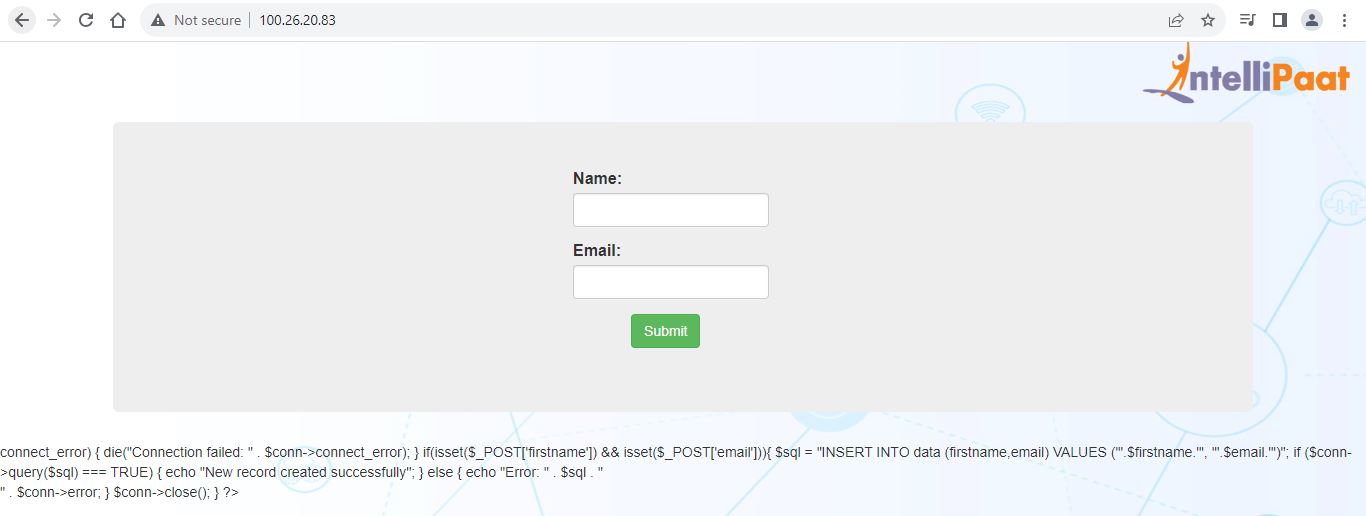 Not secure
100.26.20.83
IntelliPaat
Name:
Email:
Submit
connect_error) { die("Connection failed: " . $conn->connect_error); } if(isset($_POST['firstname']) && isset($_POST['email'])){ $sql = "INSERT INTO data (firstname,email) VALUES ('".$firstname."', '".$email."')"; if ($conn-
>query($sql) === TRUE) { echo "New record created successfully"; } else { echo "Error: " . $sql . "
" . $conn->error; } $conn->close(); } ?>